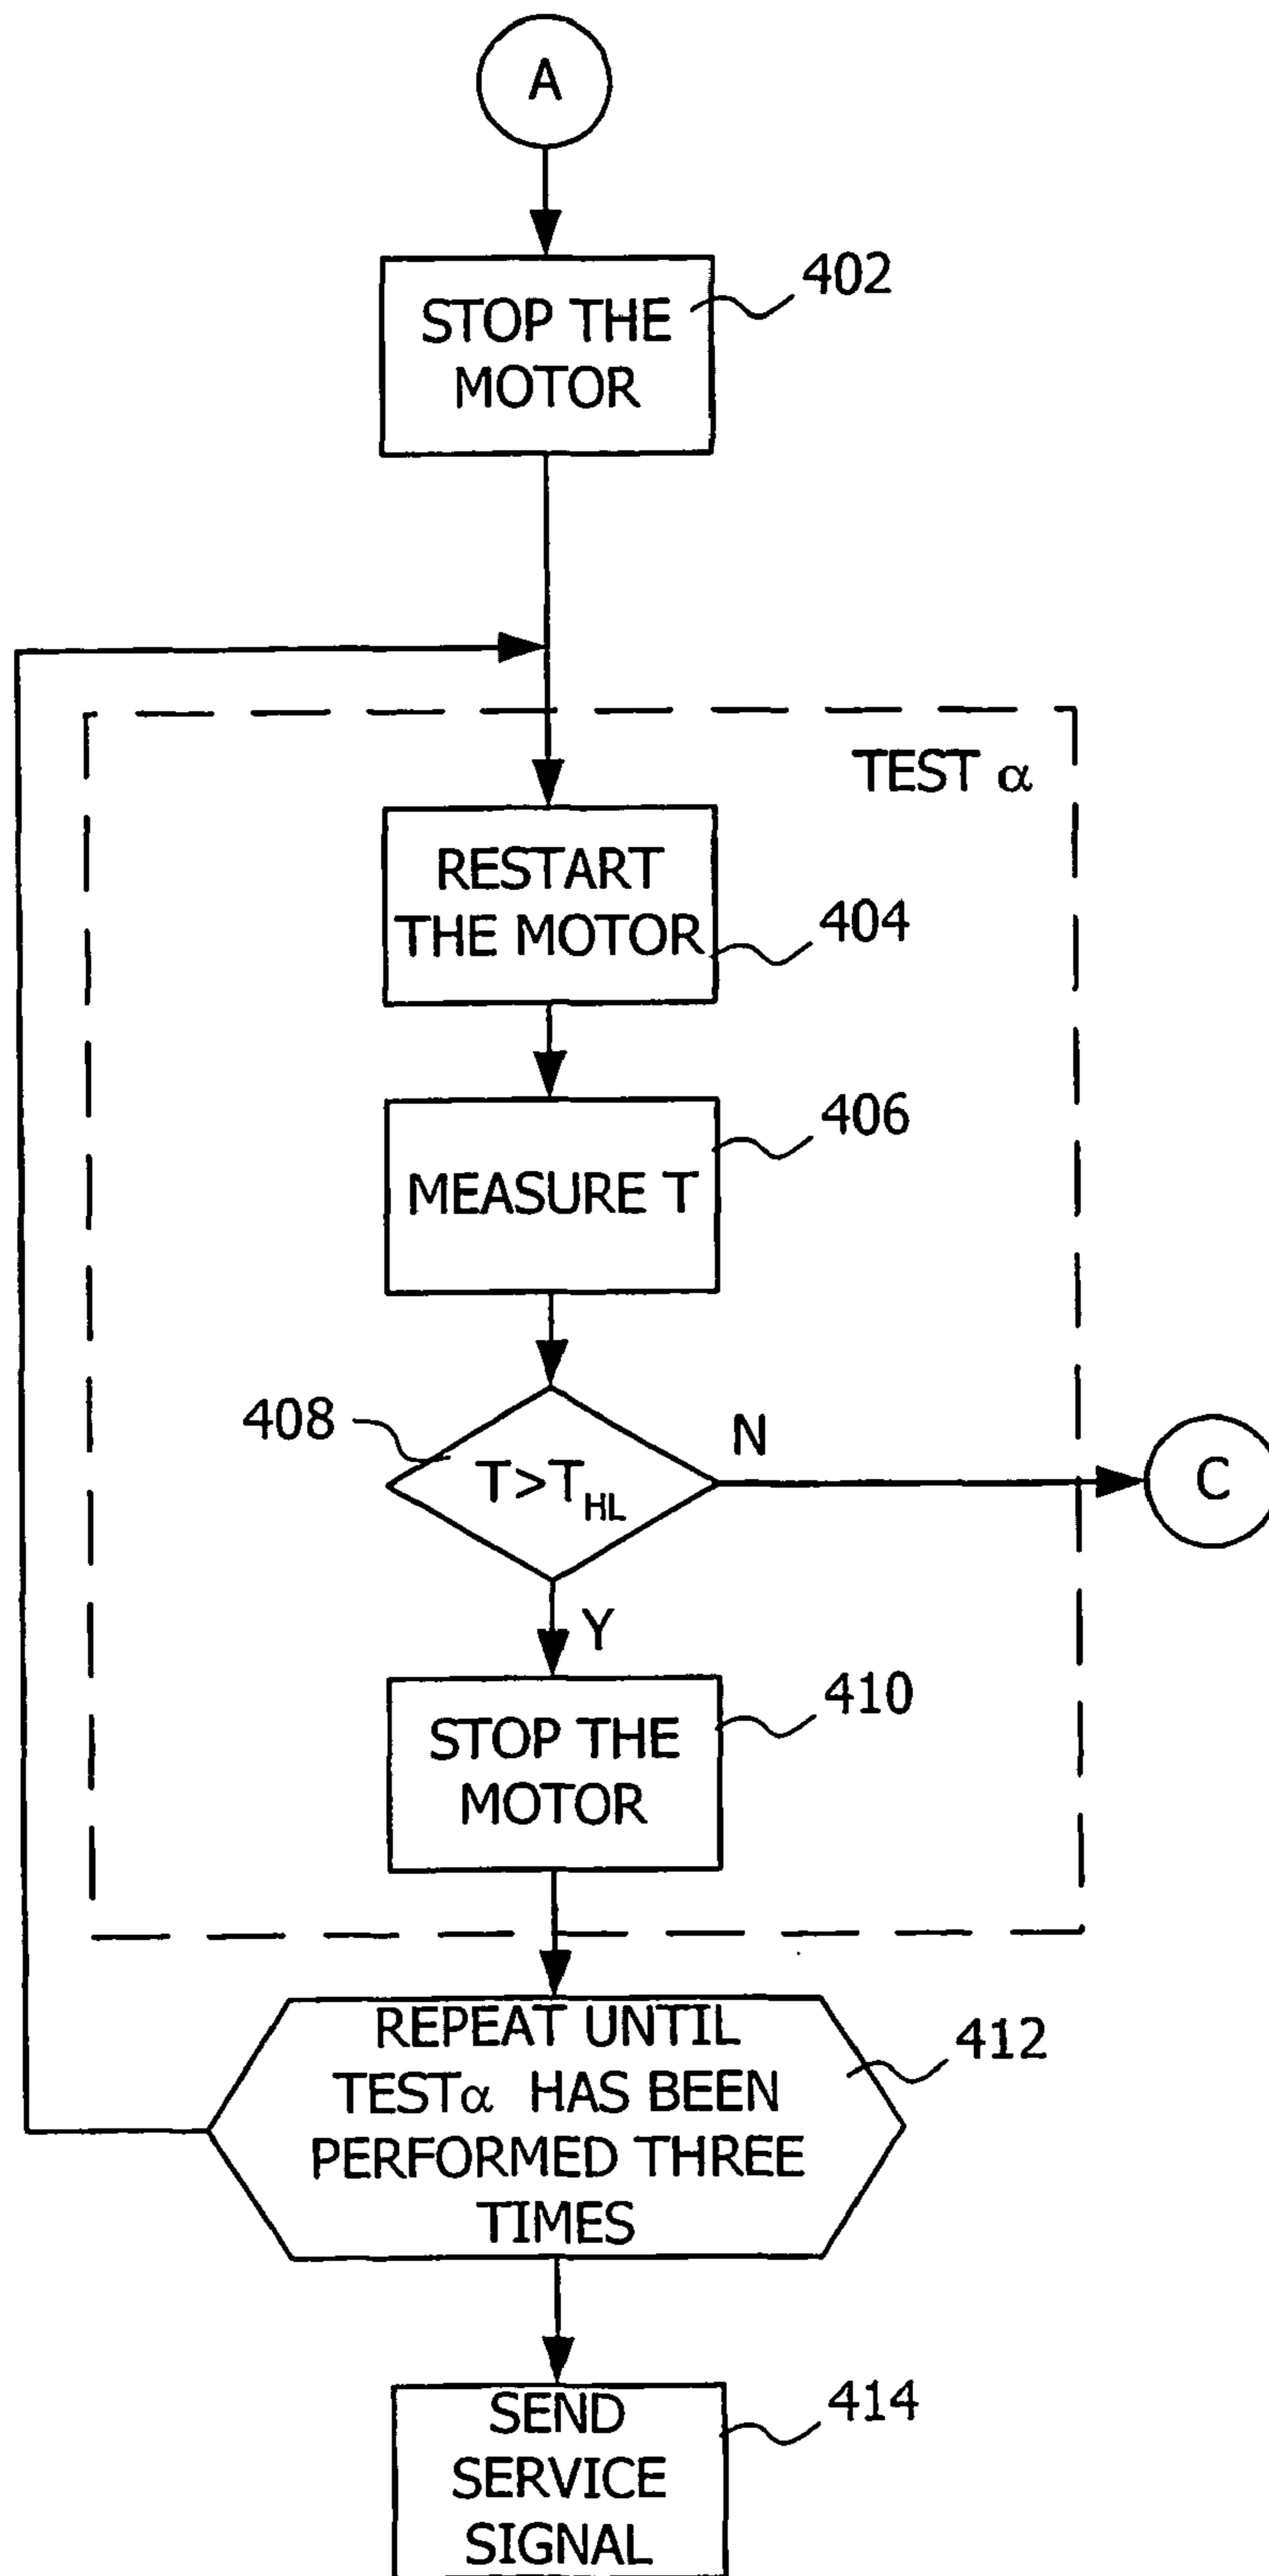 A
STOP THE
MOTOR
402
TEST α
RESTART
THE MOTOR
404
MEASURE T
406
408
T>T_HL
N
C
Y
STOP THE
MOTOR
410
REPEAT UNTIL
TESTα HAS BEEN
PERFORMED THREE
TIMES
412
SEND
SERVICE
SIGNAL
414